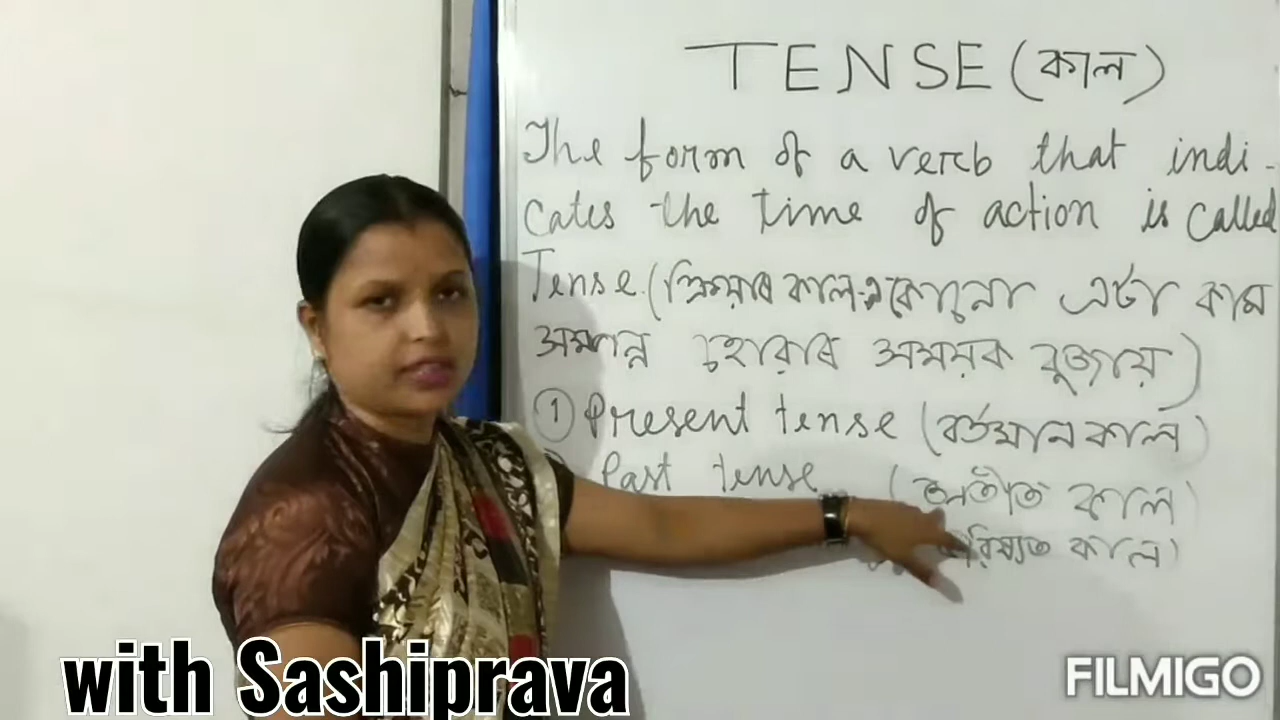 TENSE (কাল)
The form of a verb that indi-
cates the time of action is called
Tense. (ক্ৰিয়াৰ কাল-এ কোনো এটা কাম
সম্পন্ন হোৱাৰ সময়ক বুজায়)
① Present tense (বৰ্তমান কাল)
Past tense (অতীত কাল)
কাল)
with Sashiprava
FILMIGO